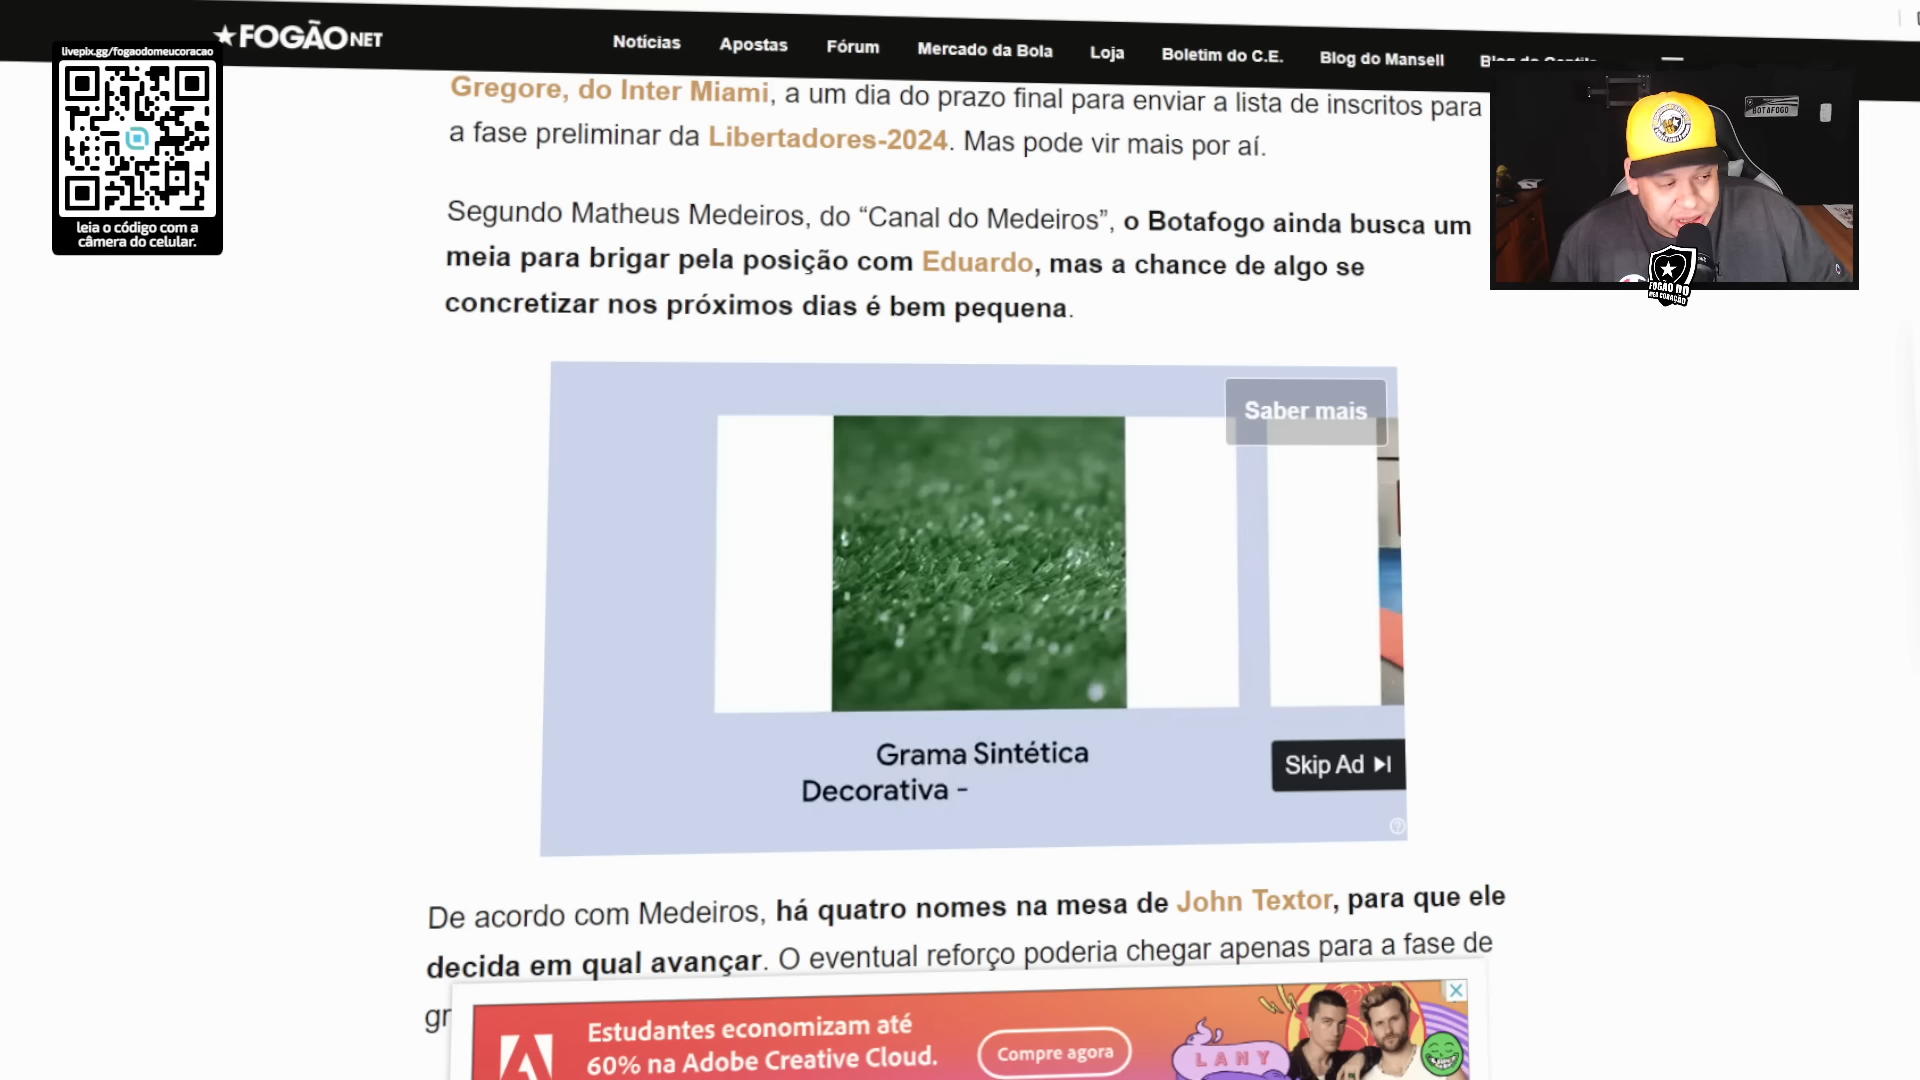 livepix.gg/fogaodomeucoracao
leia o código com a
câmera do celular.
FOGÃO NET
Notícias Apostas Fórum Mercado da Bola Loja Boletim do C.E. Blog do Mansell
Gregore, do Inter Miami, a um dia do prazo final para enviar a lista de inscritos para
a fase preliminar da Libertadores-2024. Mas pode vir mais por aí.
BOTAFOGO
Segundo Matheus Medeiros, do “Canal do Medeiros”, o Botafogo ainda busca um
meia para brigar pela posição com Eduardo, mas a chance de algo se
concretizar nos próximos dias é bem pequena.
FOGÃO NO
MEU CORAÇÃO
Saber mais
Grama Sintética
Decorativa -
Skip Ad
De acordo com Medeiros, há quatro nomes na mesa de John Textor, para que ele
decida em qual avançar. O eventual reforço poderia chegar apenas para a fase de
gr
Estudantes economizam até
60% na Adobe Creative Cloud.
Compre agora
LANY